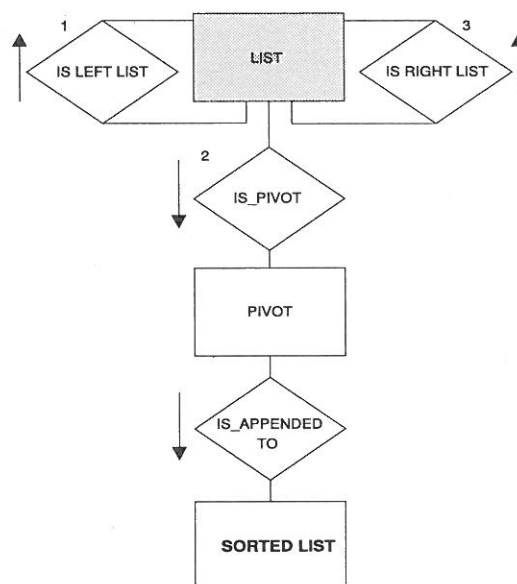 1
3
LIST
IS LEFT LIST
IS RIGHT LIST
2
IS_PIVOT
PIVOT
IS_APPENDED
TO
SORTED LIST